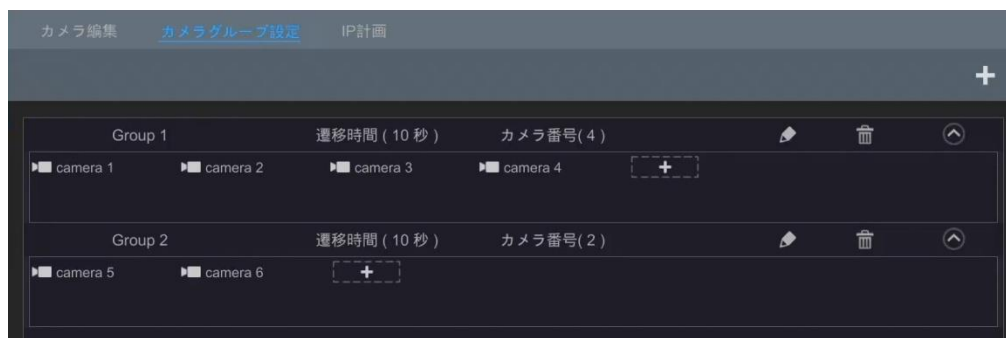 カメラ編集 カメラグループ設定 IP計画
+
Group 1 遷移時間 ( 10 秒 ) カメラ番号( 4 )
camera 1 camera 2 camera 3 camera 4 +
Group 2 遷移時間 ( 10 秒 ) カメラ番号( 2 )
camera 5 camera 6 +